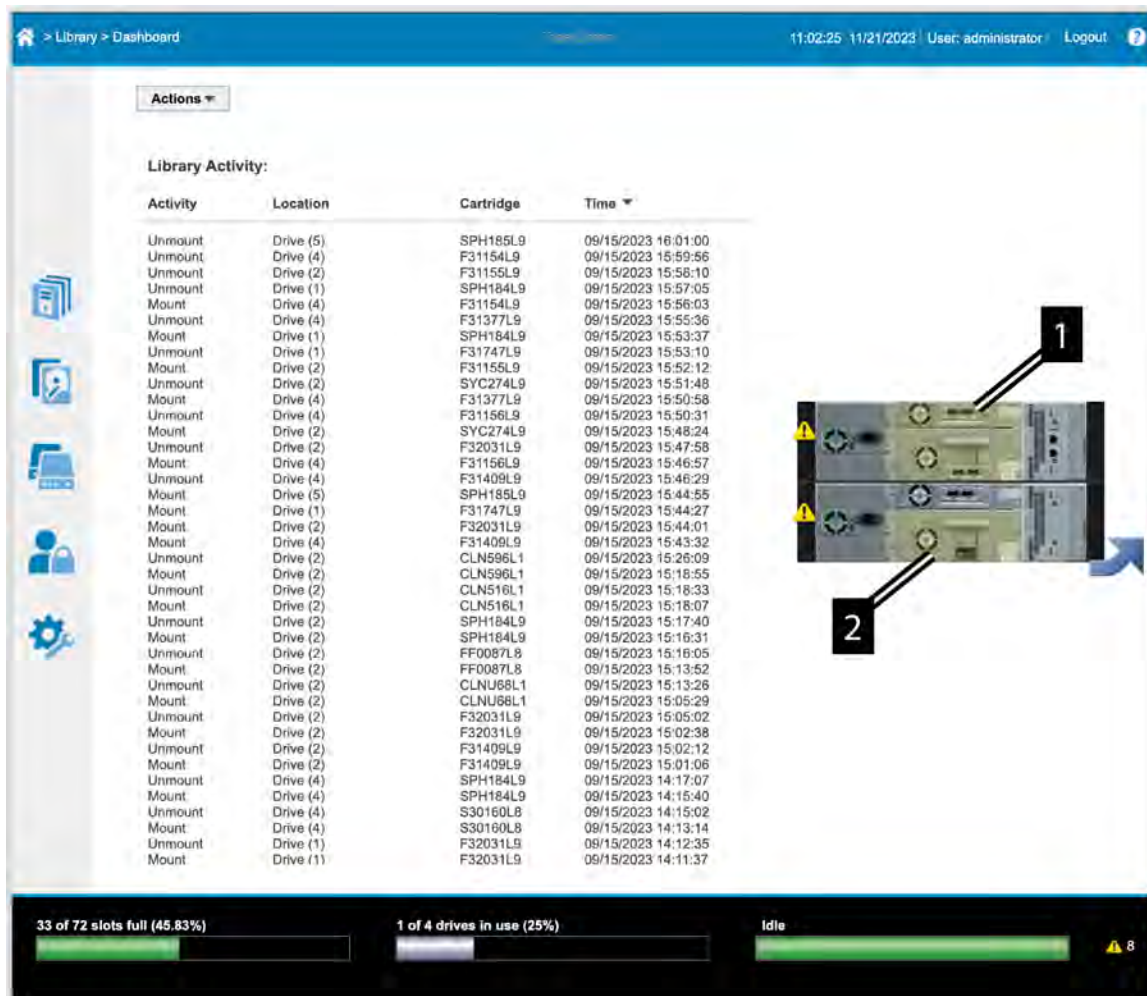 > Library > Dashboard
11:02:25 11/21/2023 User: administrator Logout ?
Actions
Library Activity:
Activity Location Cartridge Time
Unmount Drive (5) SPH185L9 09/15/2023 16:01:00
Unmount Drive (4) F31154L9 09/15/2023 15:59:56
Unmount Drive (2) F31155L9 09/15/2023 15:58:10
Unmount Drive (1) SPH184L9 09/15/2023 15:57:05
Mount Drive (4) F31154L9 09/15/2023 15:56:03
Unmount Drive (4) F31377L9 09/15/2023 15:55:36
Mount Drive (1) SPH184L9 09/15/2023 15:53:37
Unmount Drive (1) F31747L9 09/15/2023 15:53:10
Mount Drive (2) F31155L9 09/15/2023 15:52:12
Unmount Drive (2) SYC274L9 09/15/2023 15:51:48
Mount Drive (4) F31377L9 09/15/2023 15:50:58
Unmount Drive (4) F31156L9 09/15/2023 15:50:31
Mount Drive (2) SYC274L9 09/15/2023 15:48:24
Unmount Drive (2) F32031L9 09/15/2023 15:47:58
Mount Drive (4) F31156L9 09/15/2023 15:46:57
Unmount Drive (4) F31409L9 09/15/2023 15:46:29
Mount Drive (5) SPH185L9 09/15/2023 15:44:55
Mount Drive (1) F31747L9 09/15/2023 15:44:27
Mount Drive (2) F32031L9 09/15/2023 15:44:01
Mount Drive (4) F31409L9 09/15/2023 15:43:32
Unmount Drive (2) CLN596L1 09/15/2023 15:26:09
Mount Drive (2) CLN596L1 09/15/2023 15:18:55
Unmount Drive (2) CLN516L1 09/15/2023 15:18:33
Mount Drive (2) CLN516L1 09/15/2023 15:18:07
Unmount Drive (2) SPH184L9 09/15/2023 15:17:40
Mount Drive (2) SPH184L9 09/15/2023 15:16:31
Unmount Drive (2) FF0087L8 09/15/2023 15:16:05
Mount Drive (2) FF0087L8 09/15/2023 15:13:52
Unmount Drive (2) CLNU68L1 09/15/2023 15:13:26
Mount Drive (2) CLNU68L1 09/15/2023 15:05:29
Unmount Drive (2) F32031L9 09/15/2023 15:05:02
Mount Drive (2) F32031L9 09/15/2023 15:02:38
Unmount Drive (2) F31409L9 09/15/2023 15:02:12
Mount Drive (2) F31409L9 09/15/2023 15:01:06
Unmount Drive (4) SPH184L9 09/15/2023 14:17:07
Mount Drive (4) SPH184L9 09/15/2023 14:15:40
Unmount Drive (4) S30160L8 09/15/2023 14:15:02
Mount Drive (4) S30160L8 09/15/2023 14:13:14
Unmount Drive (1) F32031L9 09/15/2023 14:12:35
Mount Drive (1) F32031L9 09/15/2023 14:11:37
1
2
33 of 72 slots full (45.83%) 1 of 4 drives in use (25%) Idle
8